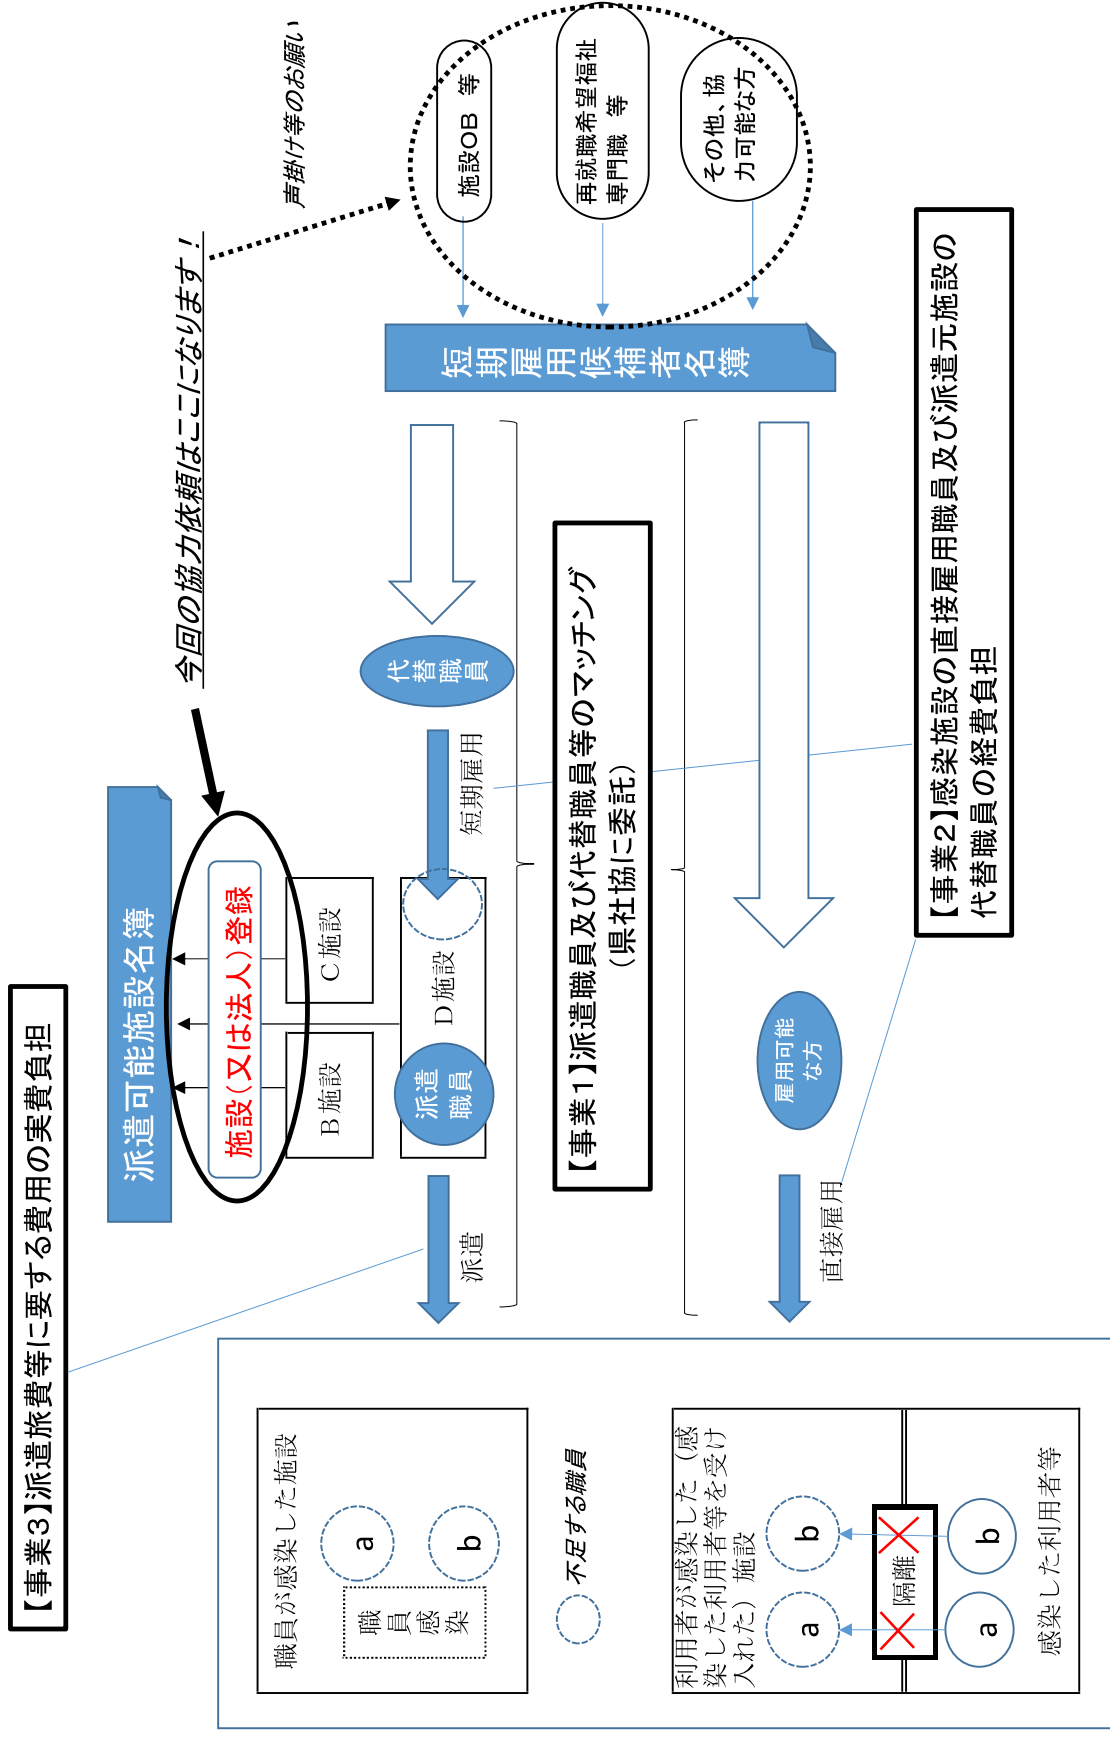 【事業３】派遣旅費等に要する費用の実費負担
派遣可能施設名簿
今回の協力依頼はここになります！
声掛け等のお願い
施設（又は法人）登録
Ｂ施設
Ｃ施設
職員が感染した施設
職
員
感
染
a
b
派遣
Ｄ施設
派遣
職員
短期雇用
代
替
職
員
短期雇用候補者名簿
施設ＯＢ　等
再就職希望福祉
専門職　等
その他、協
力可能な方
不足する職員
【事業１】派遣職員及び代替職員等のマッチング
（県社協に委託）
利用者が感染した（感
染した利用者等を受け
入れた）施設
a
b
隔離
a
b
感染した利用者等
直接雇用
雇用可能
な方
【事業２】感染施設の直接雇用職員及び派遣元施設の
代替職員の経費負担